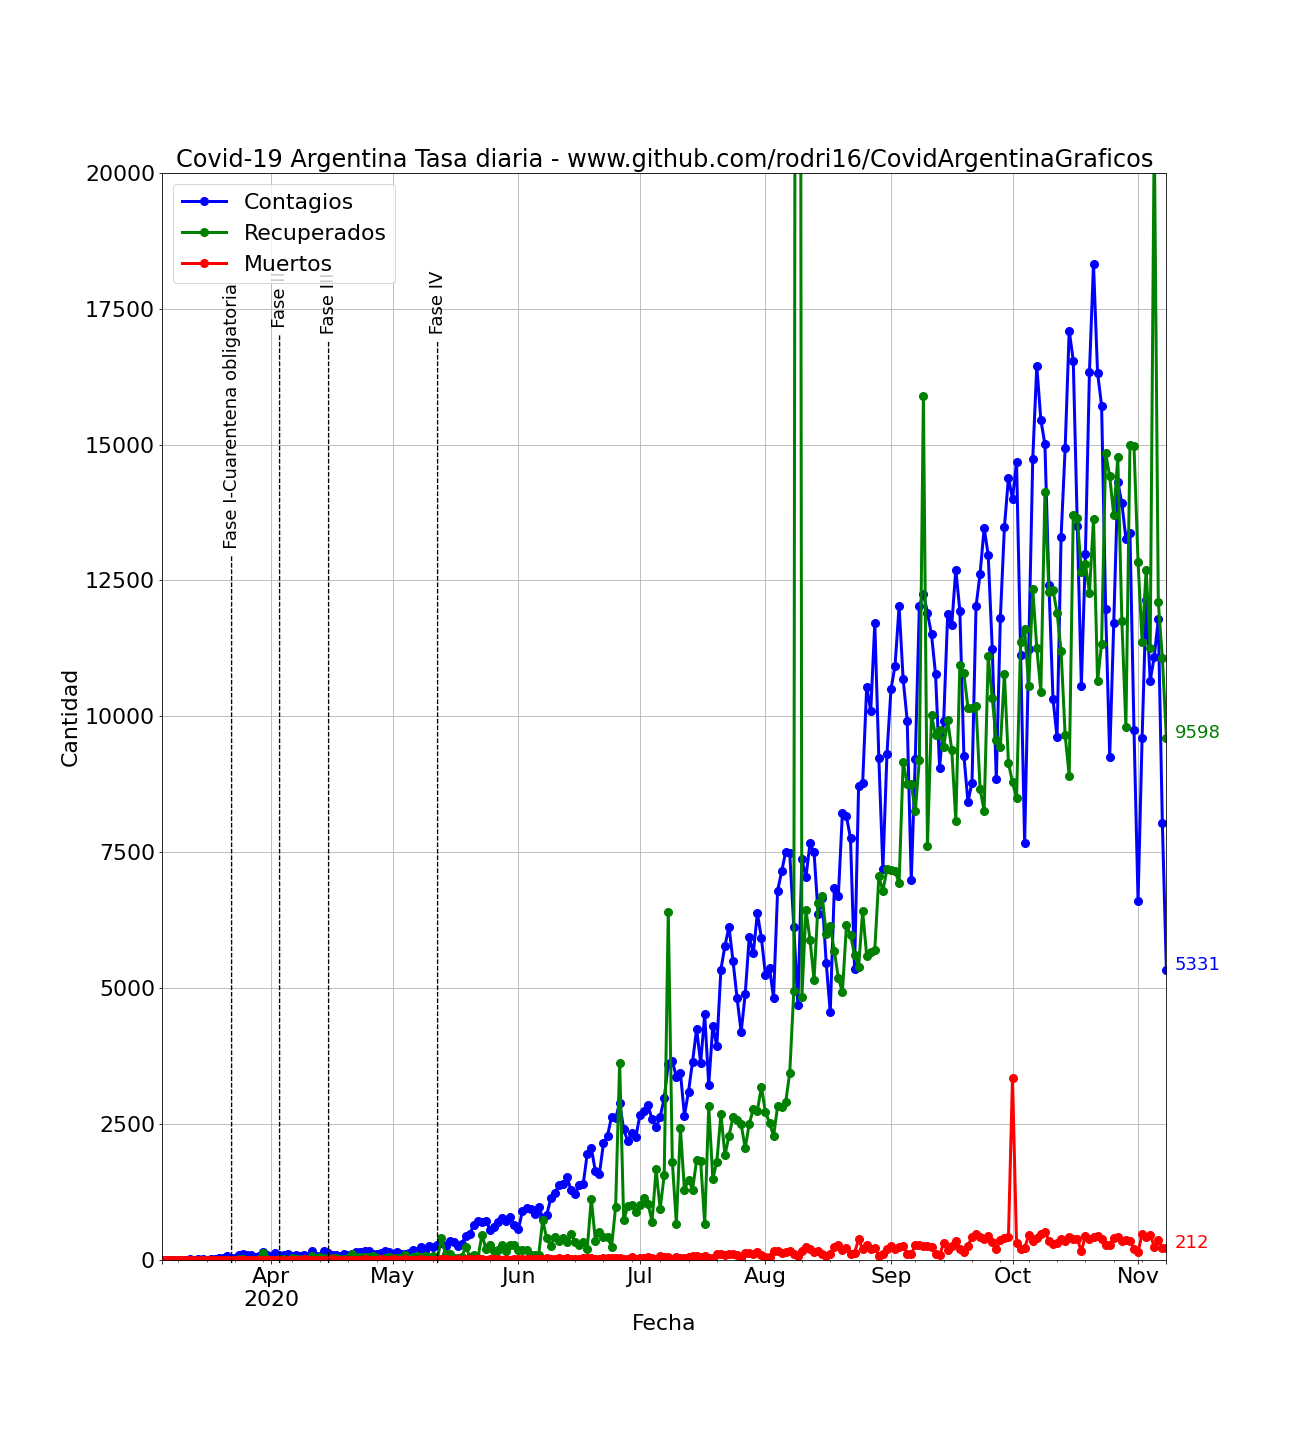 Covid-19 Argentina Tasa diaria - www.github.com/rodri16/CovidArgentinaGraficos
20000
17500
15000
12500
10000
7500
5000
2500
0
Cantidad
Contagios
Recuperados
Muertos
Fase I-Cuarentena obligatoria
Fase II
Fase III
Fase IV
9598
5331
212
Apr
2020
May
Jun
Jul
Aug
Sep
Oct
Nov
Fecha